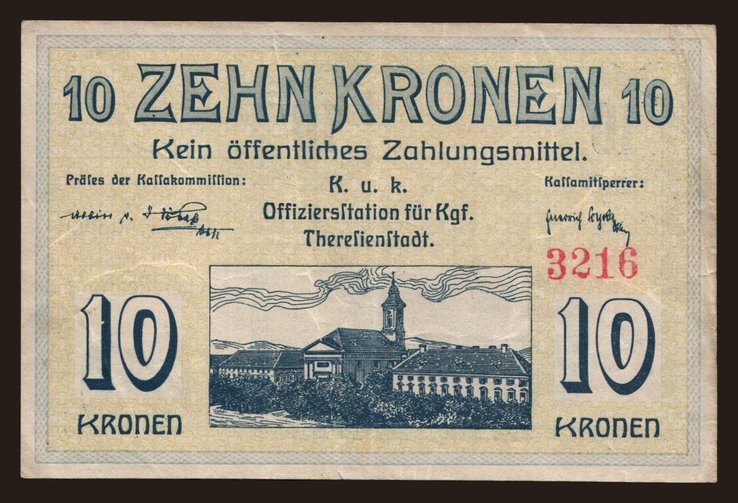 10 ZEHN KRONEN 10
Kein öffentliches Zahlungsmittel.
Präſes der Kaſſakommiſſion:
K. u. k.
Kaſſamitſperrer:
Offiziersſtation für Kgf.
Thereſienſtadt.
3216
10
10
KRONEN
KRONEN